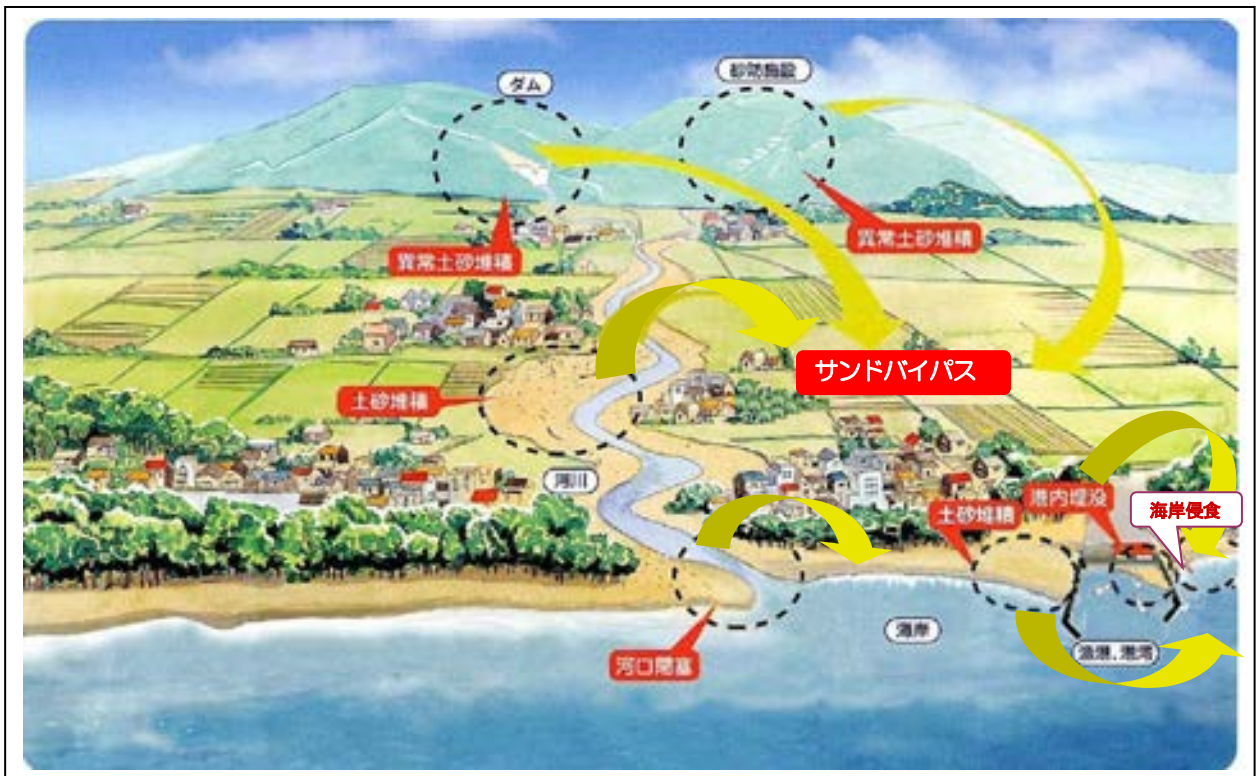 ダム
砂防施設
異常土砂堆積
異常土砂堆積
サンドバイパス
土砂堆積
河川
土砂堆積
港内埋没
海岸侵食
海岸
漁港、港湾
河口閉塞